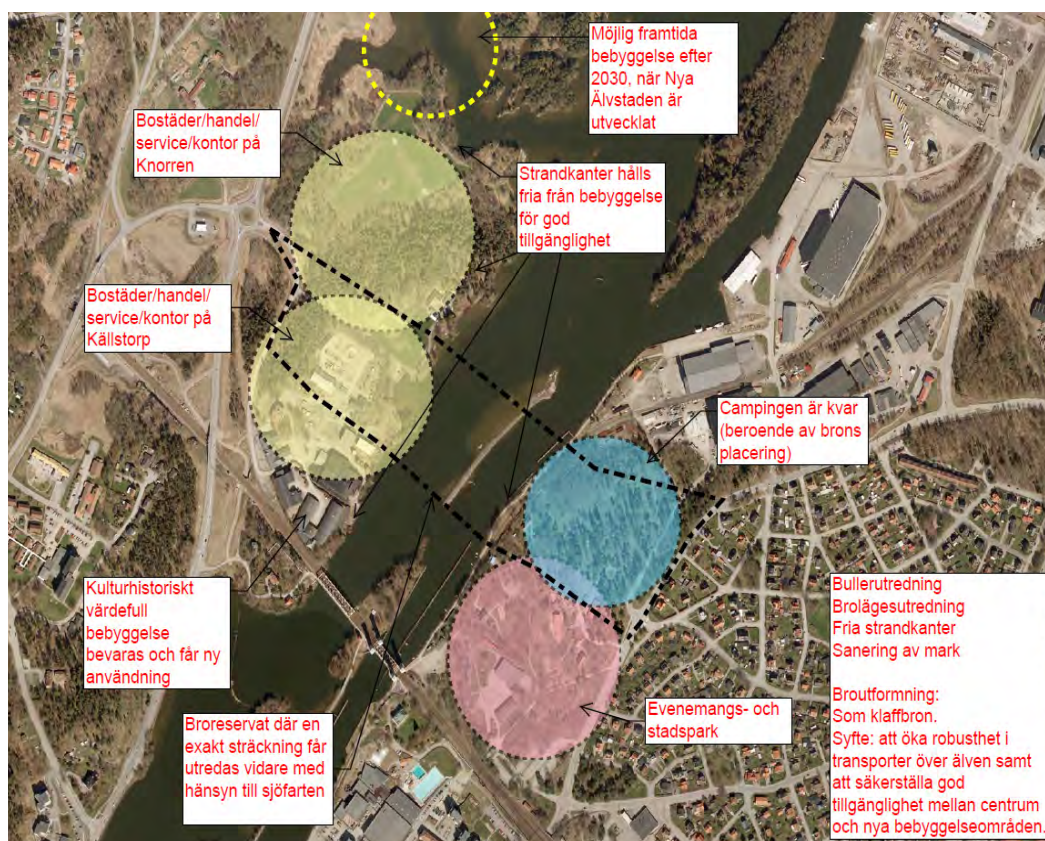 Möjlig framtida
bebyggelse efter
2030, när Nya
Älvstaden är
utvecklat
Bostäder/handel/
service/kontor på
Knorren
Strandkanter hålls
fria från bebyggelse
för god
tillgänglighet
Bostäder/handel/
service/kontor på
Källstorp
Campingen är kvar
(beroende av brons
placering)
Kulturhistoriskt
värdefull
bebyggelse
bevaras och får ny
användning
Broreservat där en
exakt sträckning får
utredas vidare med
hänsyn till sjöfarten
Evenemangs- och
stadspark
Bullerutredning
Brolägesutredning
Fria strandkanter
Sanering av mark
Broutformning:
Som klaffbron.
Syfte: att öka robusthet i
transporter över älven samt
att säkerställa god
tillgänglighet mellan centrum
och nya bebyggelseområden.